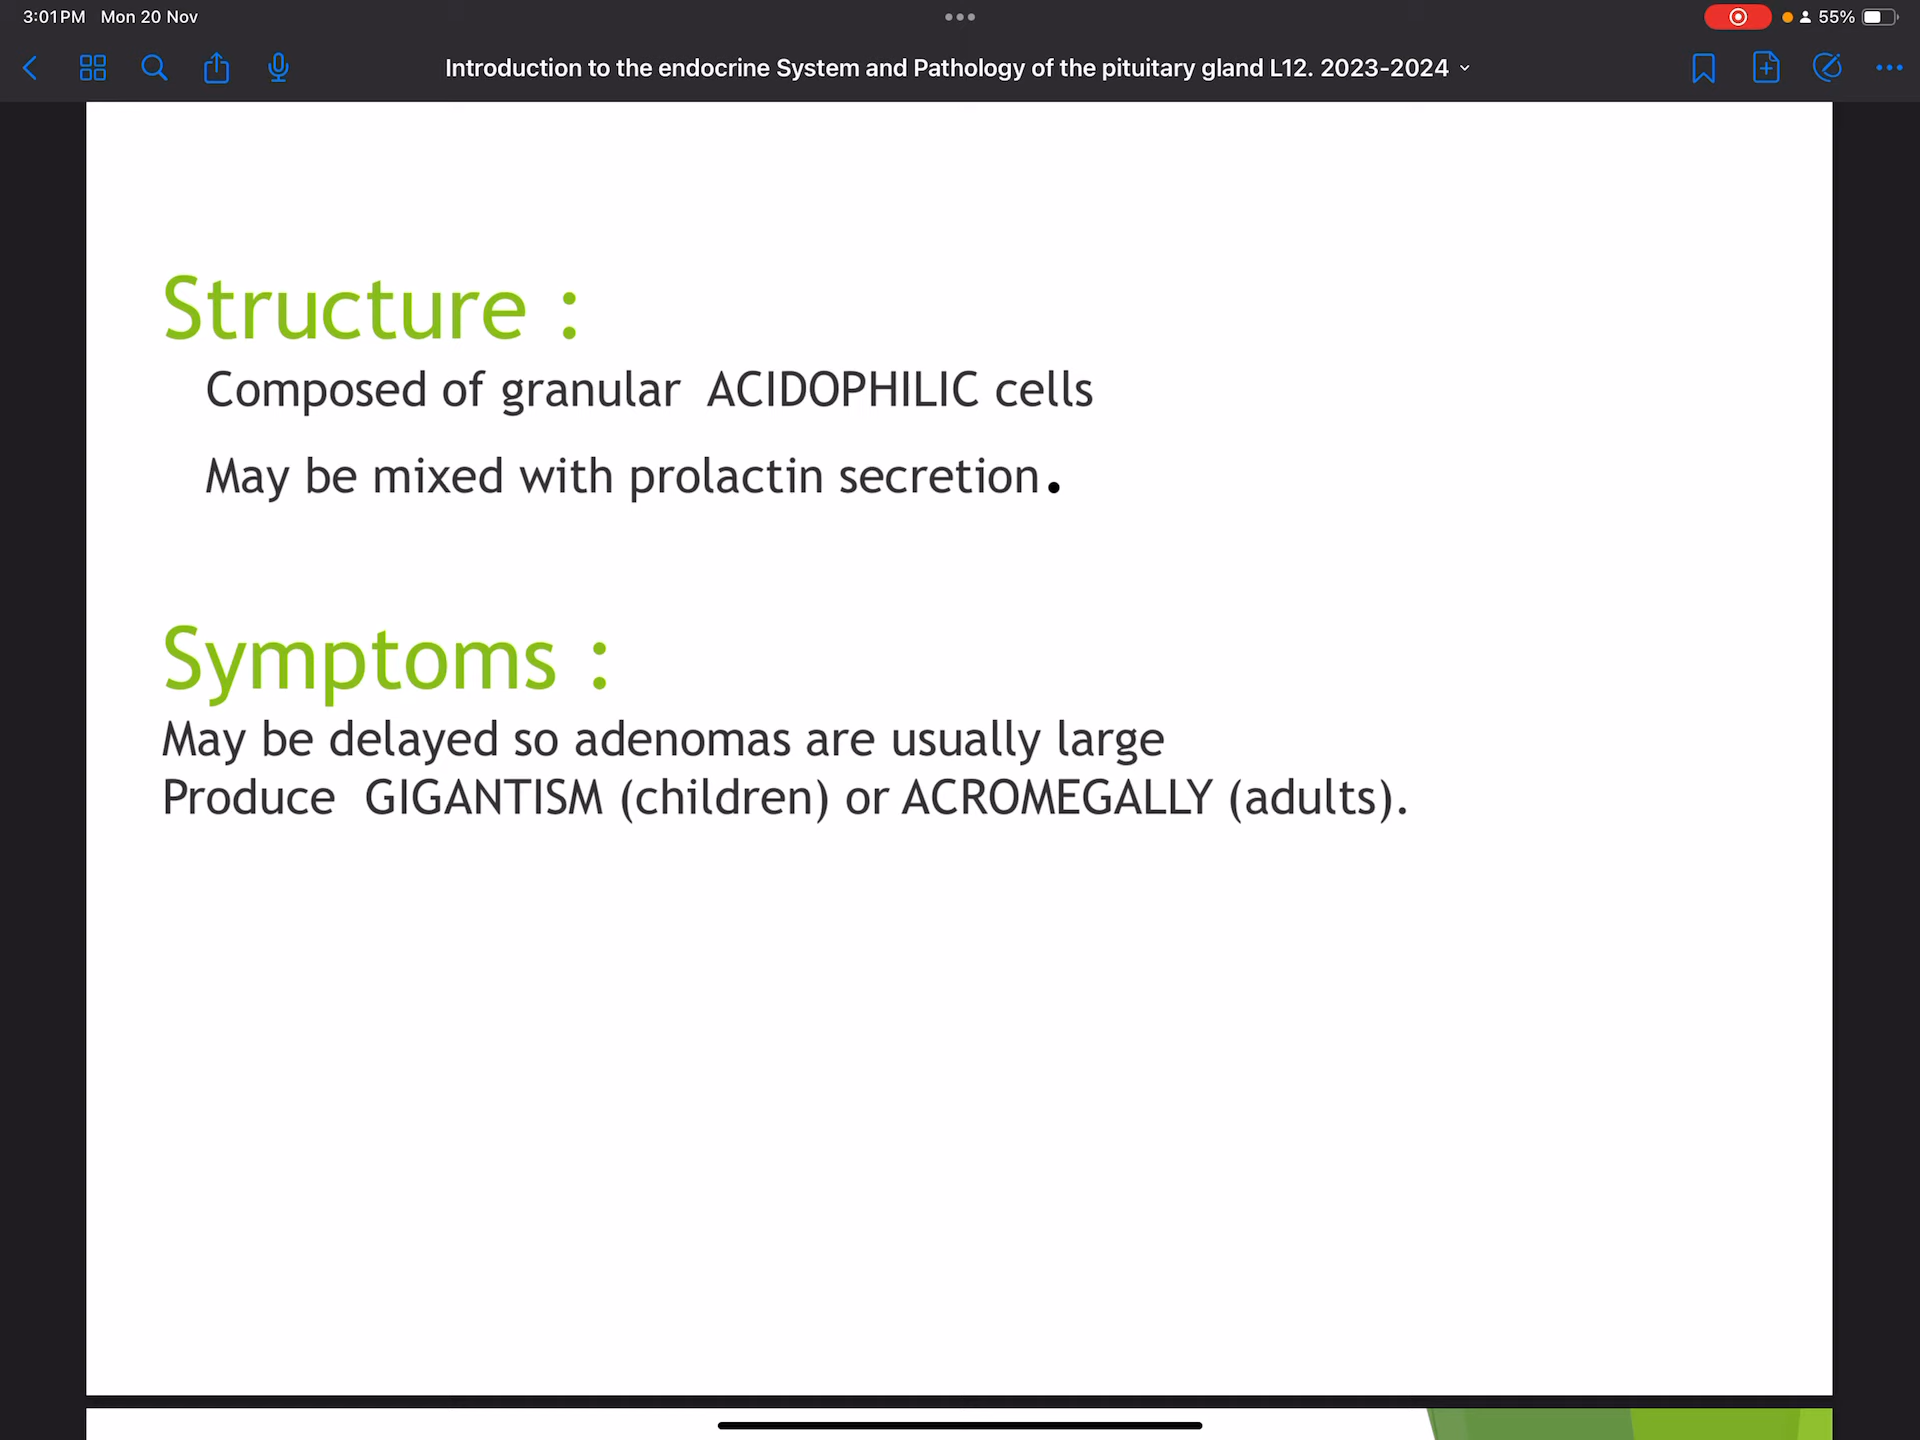 3:01PM Mon 20 Nov
55%
Introduction to the endocrine System and Pathology of the pituitary gland L12. 2023-2024
Structure :
Composed of granular ACIDOPHILIC cells
May be mixed with prolactin secretion.
Symptoms :
May be delayed so adenomas are usually large
Produce GIGANTISM (children) or ACROMEGALLY (adults).